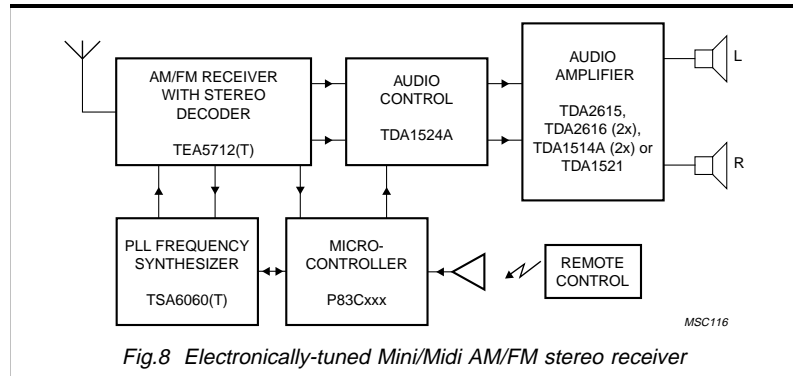 AM/FM RECEIVER
WITH STEREO
DECODER
TEA5712(T)
AUDIO
CONTROL
TDA1524A
AUDIO
AMPLIFIER
TDA2615,
TDA2616 (2x),
TDA1514A (2x) or
TDA1521
L
R
PLL FREQUENCY
SYNTHESIZER
TSA6060(T)
MICRO-
CONTROLLER
P83Cxxx
REMOTE
CONTROL
MSC116
Fig.8 Electronically-tuned Mini/Midi AM/FM stereo receiver